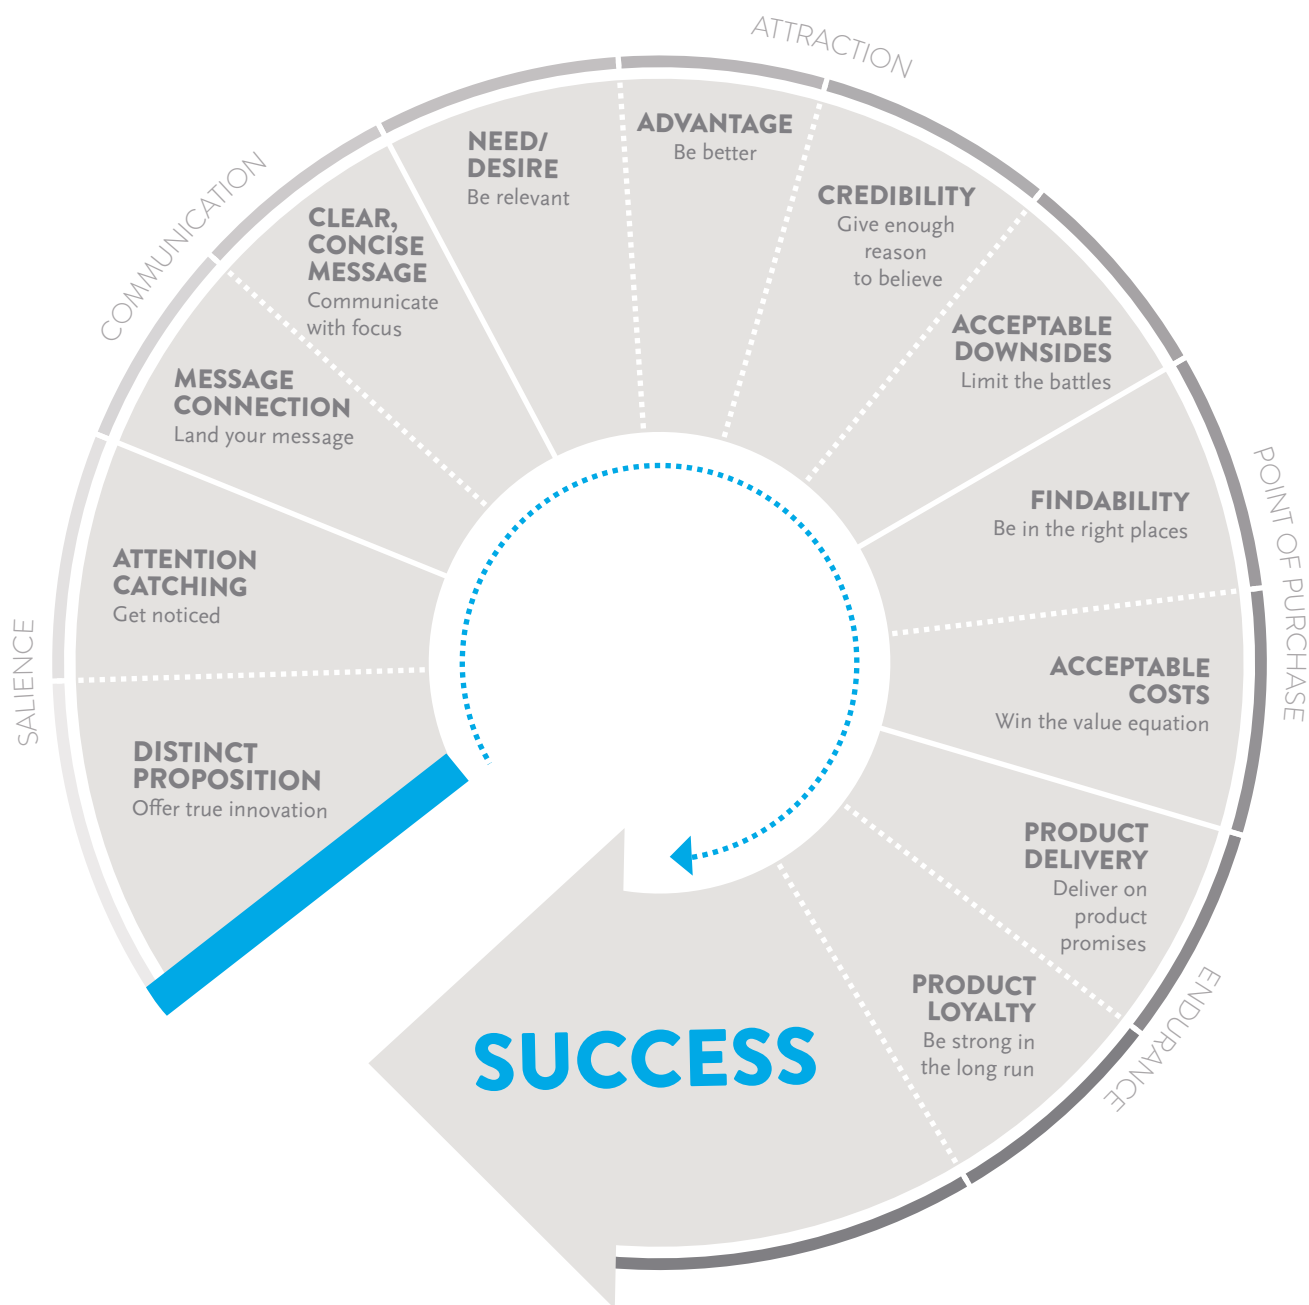 SALIENCE
DISTINCT
PROPOSITION
Offer true innovation
ATTENTION
CATCHING
Get noticed
COMMUNICATION
MESSAGE
CONNECTION
Land your message
CLEAR,
CONCISE
MESSAGE
Communicate
with focus
ATTRACTION
NEED/
DESIRE
Be relevant
ADVANTAGE
Be better
CREDIBILITY
Give enough
reason
to believe
ACCEPTABLE
DOWNSIDES
Limit the battles
POINT OF PURCHASE
FINDABILITY
Be in the right places
ACCEPTABLE
COSTS
Win the value equation
ENDURANCE
PRODUCT
DELIVERY
Deliver on
product
promises
PRODUCT
LOYALTY
Be strong in
the long run
SUCCESS